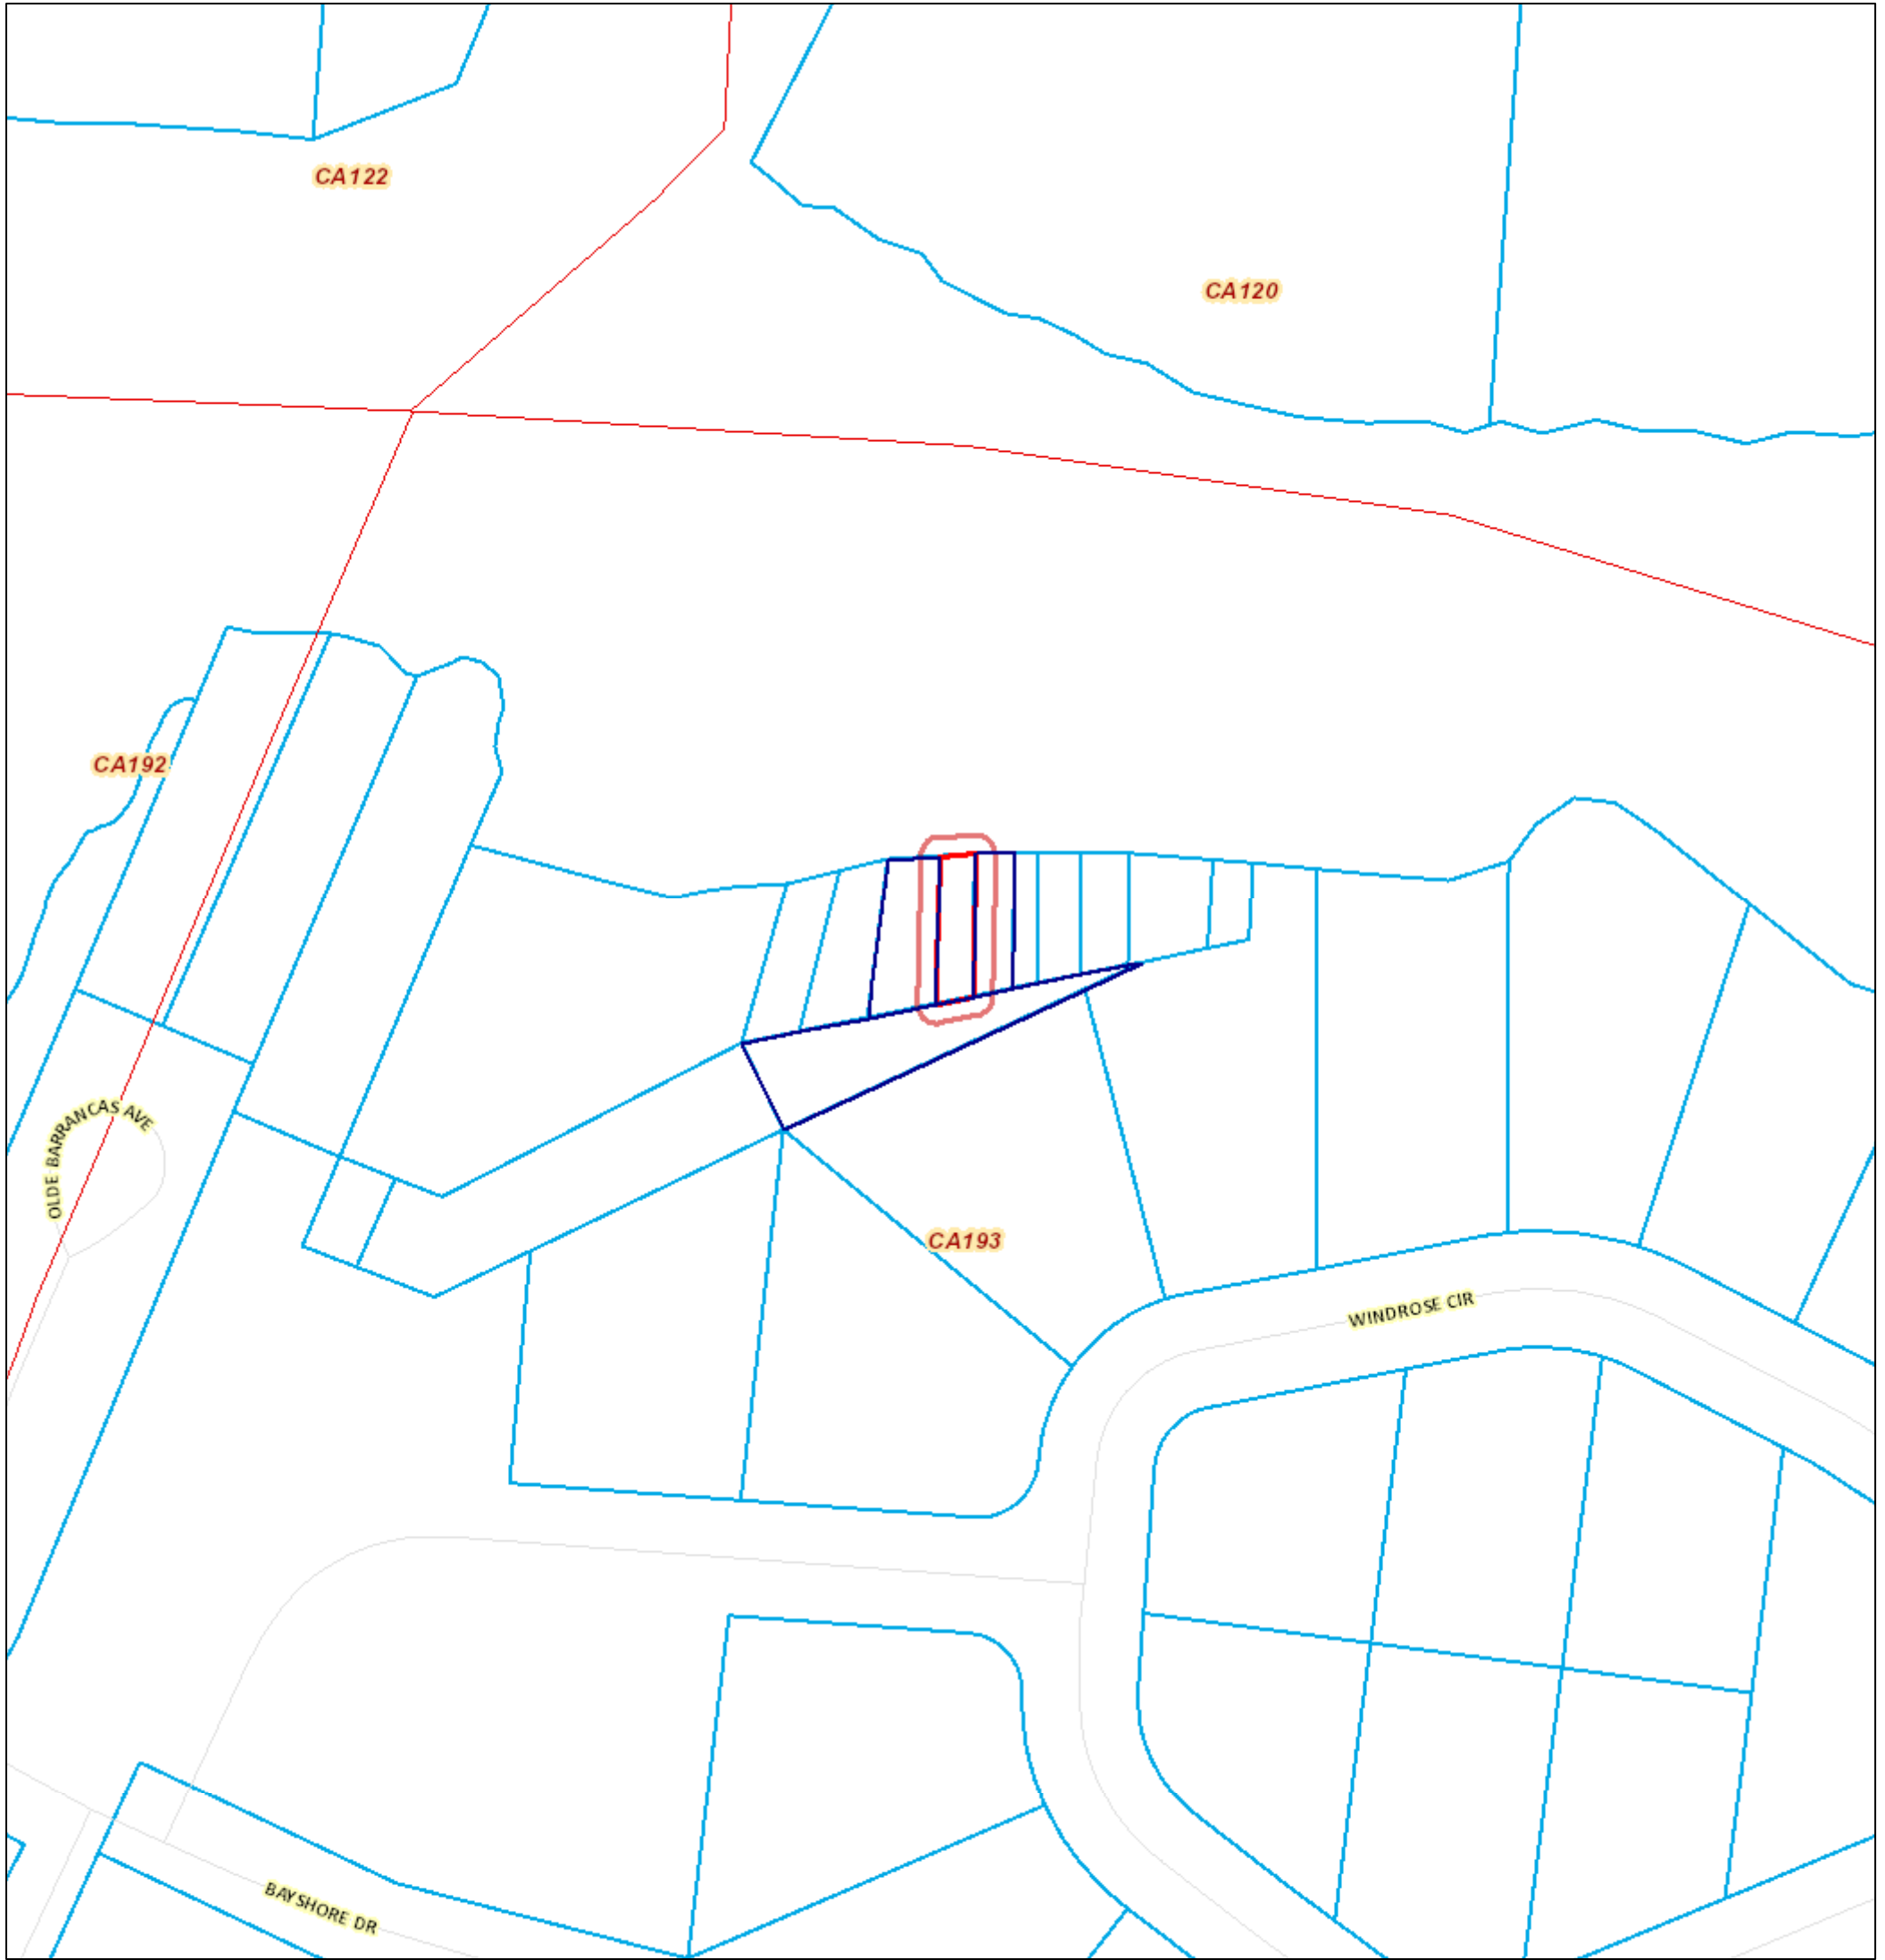 CA122
CA120
CA192
OLDE BARRANCAS AVE
CA193
WINDROSE CIR
BAYSHORE DR